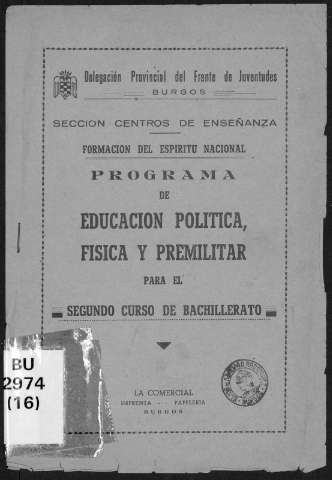 Delegación Provincial del Frente de Juventudes
BURGOS
SECCION CENTROS DE ENSEÑANZA
FORMACION DEL ESPIRITU NACIONAL
PROGRAMA
DE
EDUCACION POLITICA,
FISICA Y PREMILITAR
PARA EL
SEGUNDO CURSO DE BACHILLERATO
LA COMERCIAL
IMPRENTA - - PAPELERIA
BURGOS
BU
2974
(16)